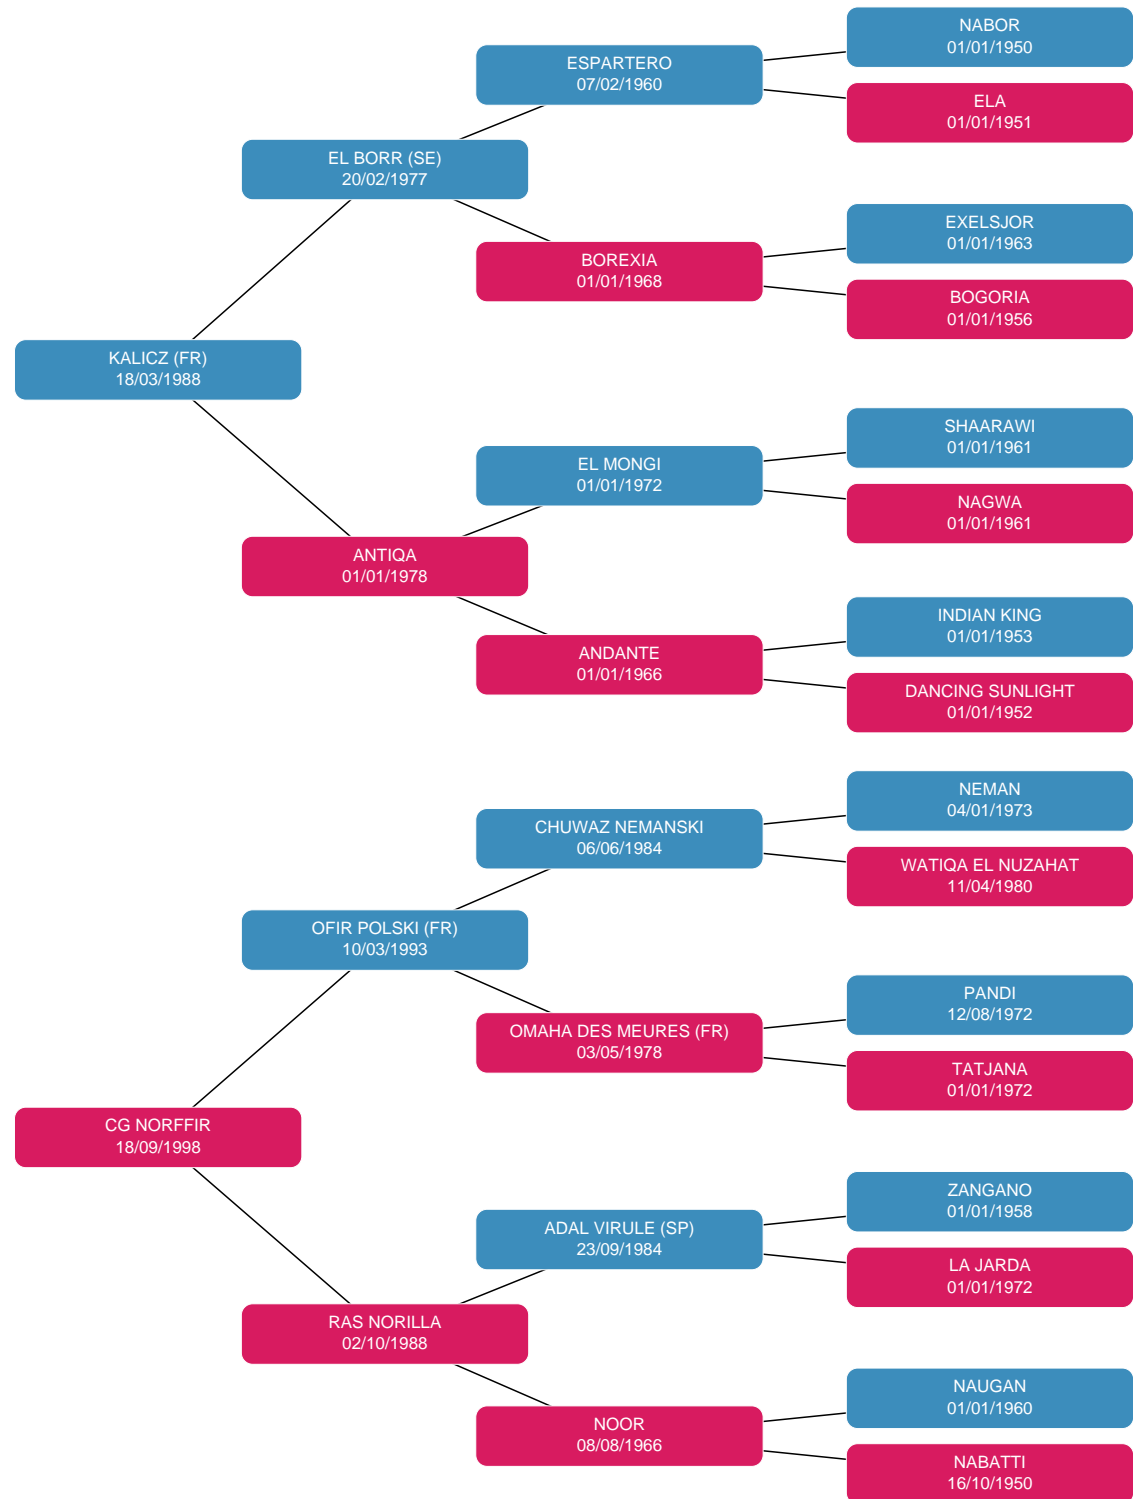 NABOR
01/01/1950
ESPARTERO
07/02/1960
ELA
01/01/1951
EL BORR (SE)
20/02/1977
EXELSJOR
01/01/1963
BOREXIA
01/01/1968
BOGORIA
01/01/1956
KALICZ (FR)
18/03/1988
SHAARAWI
01/01/1961
EL MONGI
01/01/1972
NAGWA
01/01/1961
ANTIQA
01/01/1978
INDIAN KING
01/01/1953
ANDANTE
01/01/1966
DANCING SUNLIGHT
01/01/1952
NEMAN
04/01/1973
CHUWAZ NEMANSKI
06/06/1984
WATIQA EL NUZAHAT
11/04/1980
OFIR POLSKI (FR)
10/03/1993
PANDI
12/08/1972
OMAHA DES MEURES (FR)
03/05/1978
TATJANA
01/01/1972
CG NORFFIR
18/09/1998
ZANGANO
01/01/1958
ADAL VIRULE (SP)
23/09/1984
LA JARDA
01/01/1972
RAS NORILLA
02/10/1988
NAUGAN
01/01/1960
NOOR
08/08/1966
NABATTI
16/10/1950